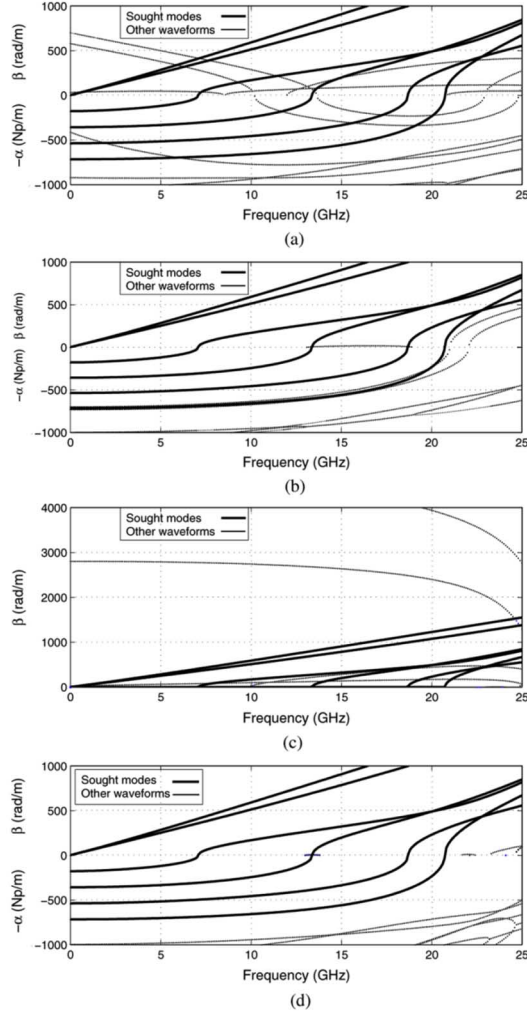 1000
500
0
−500
−1000
β (rad/m)
−α (Np/m)
Sought modes
Other waveforms
0 5 10 15 20 25
Frequency (GHz)
(a)
1000
500
0
−500
−1000
β (rad/m)
−α (Np/m)
Sought modes
Other waveforms
0 5 10 15 20 25
Frequency (GHz)
(b)
4000
3000
2000
1000
0
β (rad/m)
Sought modes
Other waveforms
0 5 10 15 20 25
Frequency (GHz)
(c)
1000
500
0
−500
−1000
β (rad/m)
−α (Np/m)
Sought modes
Other waveforms
0 5 10 15 20 25
Frequency (GHz)
(d)